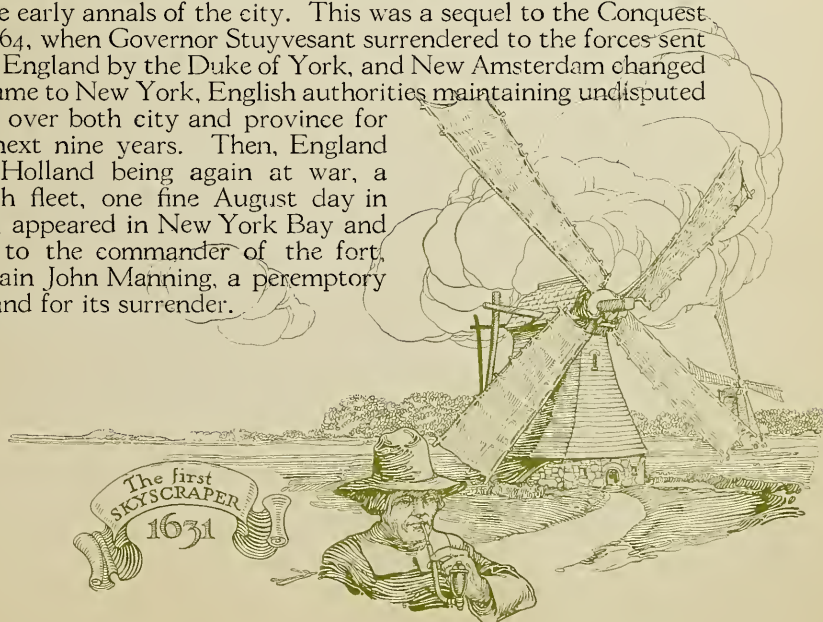 e early annals of the city. This was a sequel to the Conquest
64, when Governor Stuyvesant surrendered to the forces sent
England by the Duke of York, and New Amsterdam changed
ame to New York, English authorities maintaining undisputed
over both city and province for
next nine years. Then, England
Holland being again at war, a
h fleet, one fine August day in
appeared in New York Bay and
to the commander of the fort,
ain John Manning, a peremptory
and for its surrender.
The first
SKYSCRAPER
1631